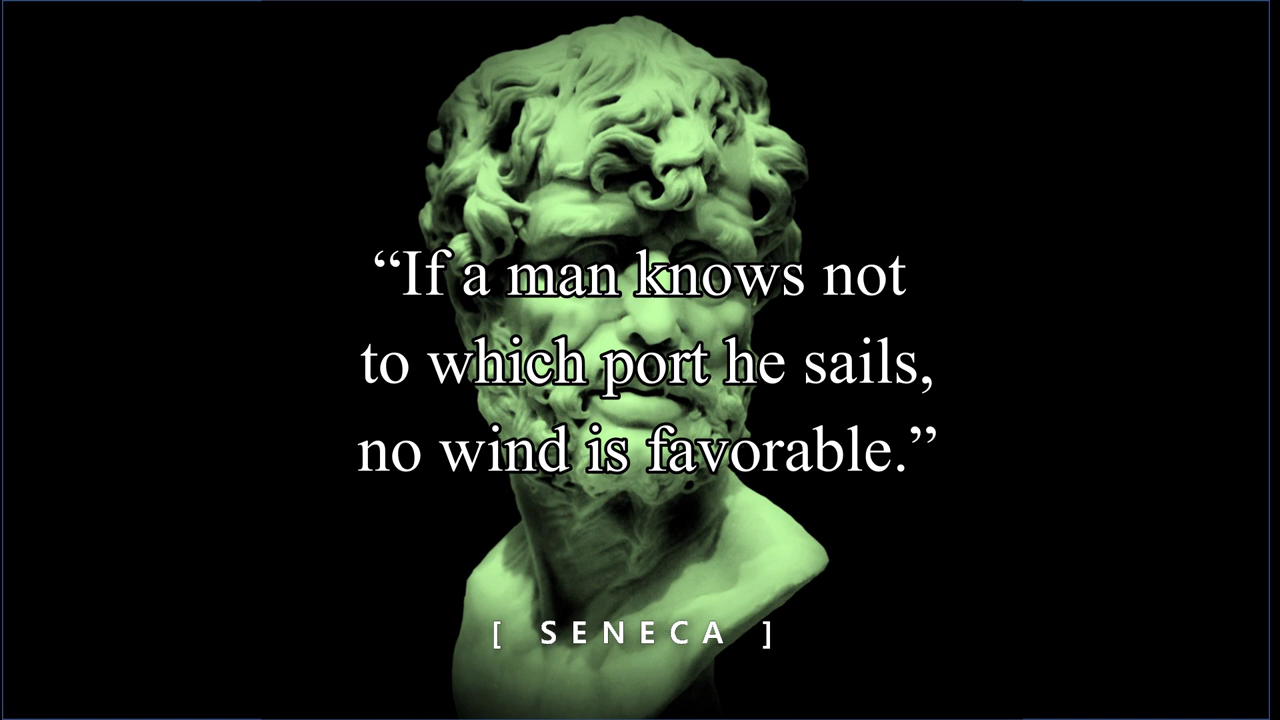 “If a man knows not
to which port he sails,
no wind is favorable.”
[ SENECA ]